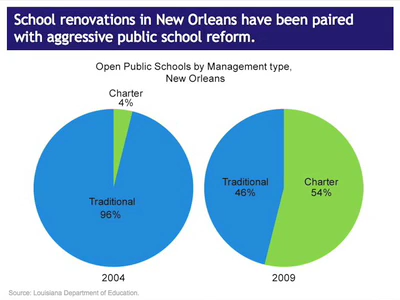 School renovations in New Orleans have been paired
with aggressive public school reform.
Open Public Schools by Management type,
New Orleans
Charter
4%
Traditional
96%
2004
Traditional
46%
Charter
54%
2009
Source: Louisiana Department of Education.